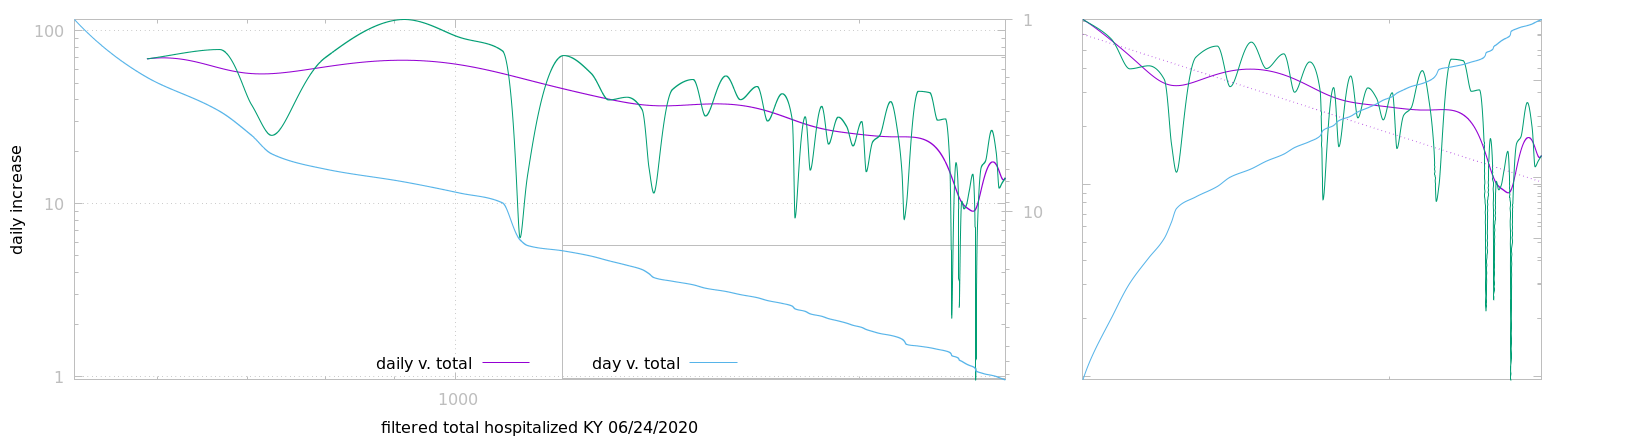 100
10
1
daily increase
1
10
daily v. total
day v. total
1000
filtered total hospitalized KY 06/24/2020